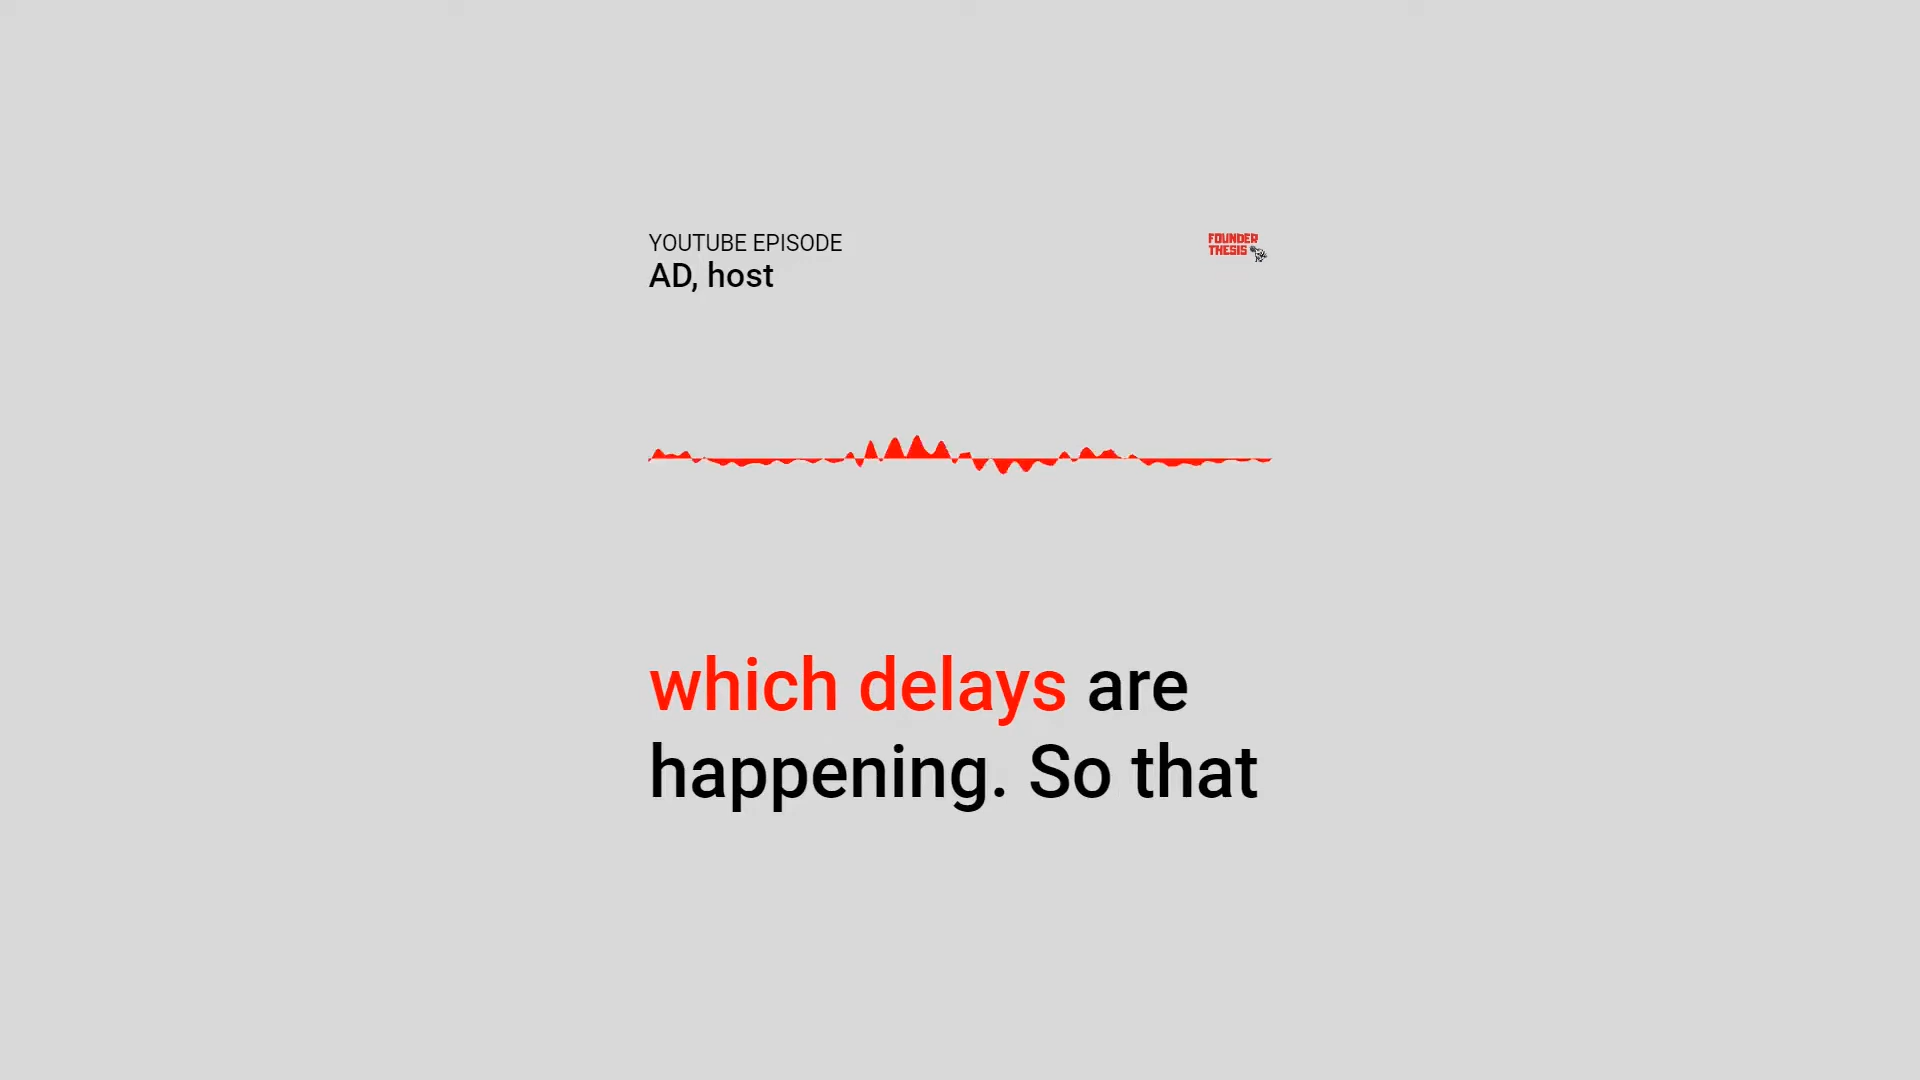 YOUTUBE EPISODE
AD, host
FOUNDER
THESIS
which delays are
happening. So that